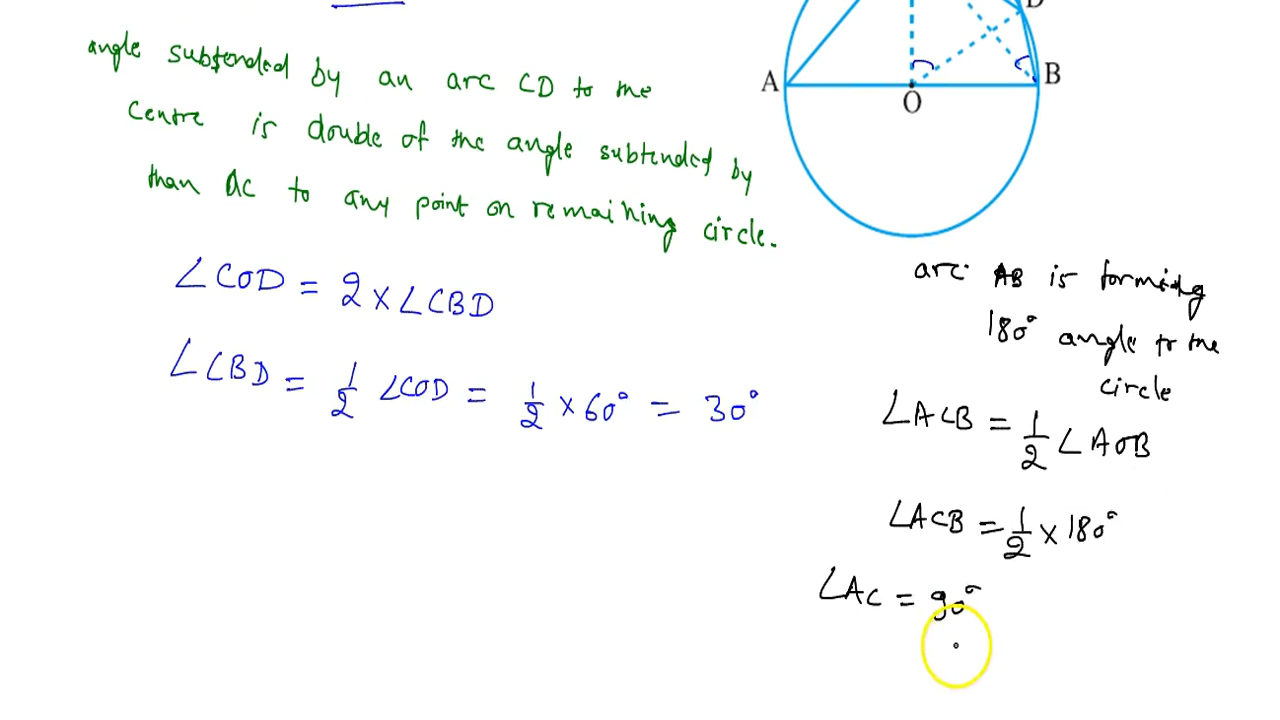 angle subtended by an arc CD to the
Centre is double of the angle subtended by
than ac to any point on remaining circle.
∠COD = 2 × ∠CBD
∠CBD = 1/2 ∠COD = 1/2 × 60° = 30°
A
O
B
D
arc AB is forming
180° angle to the
circle
∠ACB = 1/2 ∠AOB
∠ACB = 1/2 × 180°
∠AC = 90°